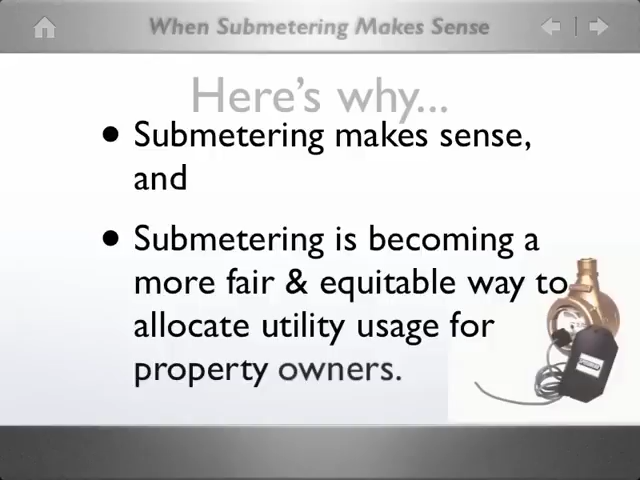 When Submetering Makes Sense
Here's why...
• Submetering makes sense,
and
• Submetering is becoming a
more fair & equitable way to
allocate utility usage for
property owners.